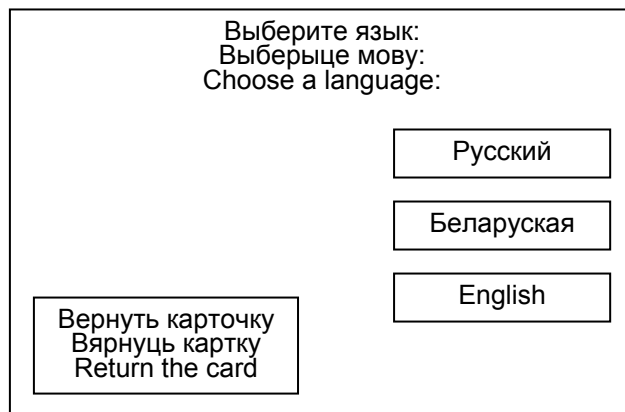 Выберите язык:
Выберыце мову:
Choose a language:
Русский
Беларуская
English
Вернуть карточку
Вярнуць картку
Return the card